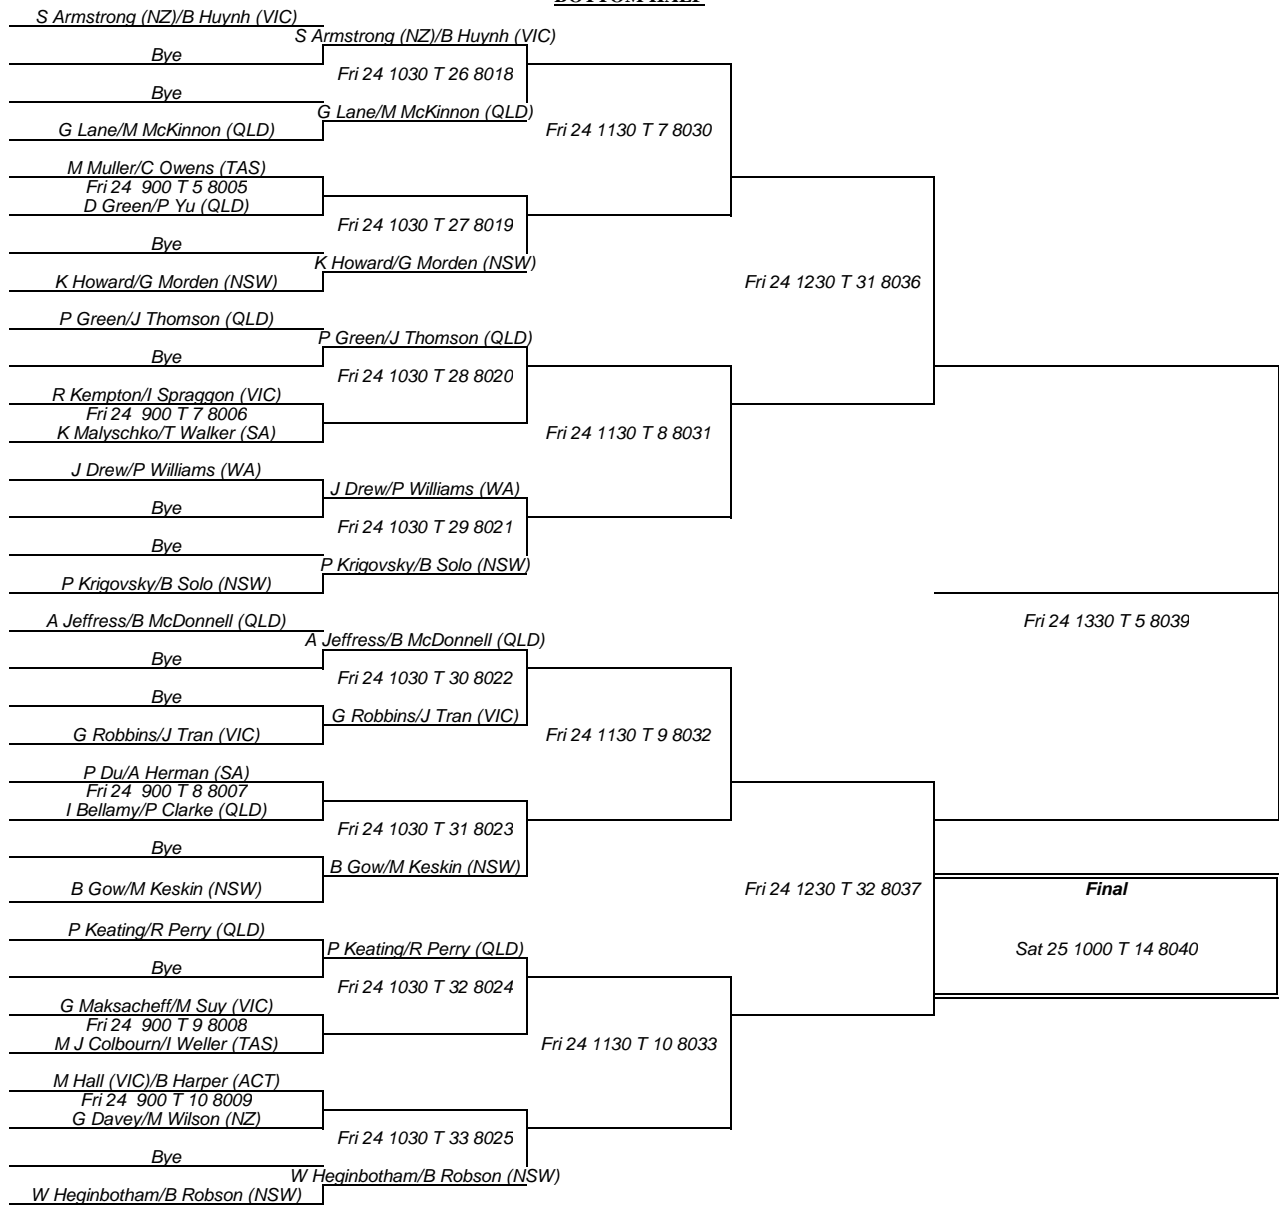 BOTTOM HALF
S Armstrong (NZ)/B Huynh (VIC)
S Armstrong (NZ)/B Huynh (VIC)
Bye
Fri 24 1030 T 26 8018
Bye
G Lane/M McKinnon (QLD)
G Lane/M McKinnon (QLD)
Fri 24 1130 T 7 8030
M Muller/C Owens (TAS)
Fri 24 900 T 5 8005
D Green/P Yu (QLD)
Fri 24 1030 T 27 8019
Bye
K Howard/G Morden (NSW)
K Howard/G Morden (NSW)
Fri 24 1230 T 31 8036
P Green/J Thomson (QLD)
P Green/J Thomson (QLD)
Bye
Fri 24 1030 T 28 8020
R Kempton/I Spraggon (VIC)
Fri 24 900 T 7 8006
K Malyschko/T Walker (SA)
Fri 24 1130 T 8 8031
J Drew/P Williams (WA)
J Drew/P Williams (WA)
Bye
Fri 24 1030 T 29 8021
Bye
P Krigovsky/B Solo (NSW)
P Krigovsky/B Solo (NSW)
A Jeffress/B McDonnell (QLD)
Fri 24 1330 T 5 8039
A Jeffress/B McDonnell (QLD)
Bye
Fri 24 1030 T 30 8022
Bye
G Robbins/J Tran (VIC)
G Robbins/J Tran (VIC)
Fri 24 1130 T 9 8032
P Du/A Herman (SA)
Fri 24 900 T 8 8007
I Bellamy/P Clarke (QLD)
Fri 24 1030 T 31 8023
Bye
B Gow/M Keskin (NSW)
B Gow/M Keskin (NSW)
Fri 24 1230 T 32 8037
Final
P Keating/R Perry (QLD)
P Keating/R Perry (QLD)
Sat 25 1000 T 14 8040
Bye
Fri 24 1030 T 32 8024
G Maksacheff/M Suy (VIC)
Fri 24 900 T 9 8008
M J Colbourn/I Weller (TAS)
Fri 24 1130 T 10 8033
M Hall (VIC)/B Harper (ACT)
Fri 24 900 T 10 8009
G Davey/M Wilson (NZ)
Fri 24 1030 T 33 8025
Bye
W Heginbotham/B Robson (NSW)
W Heginbotham/B Robson (NSW)